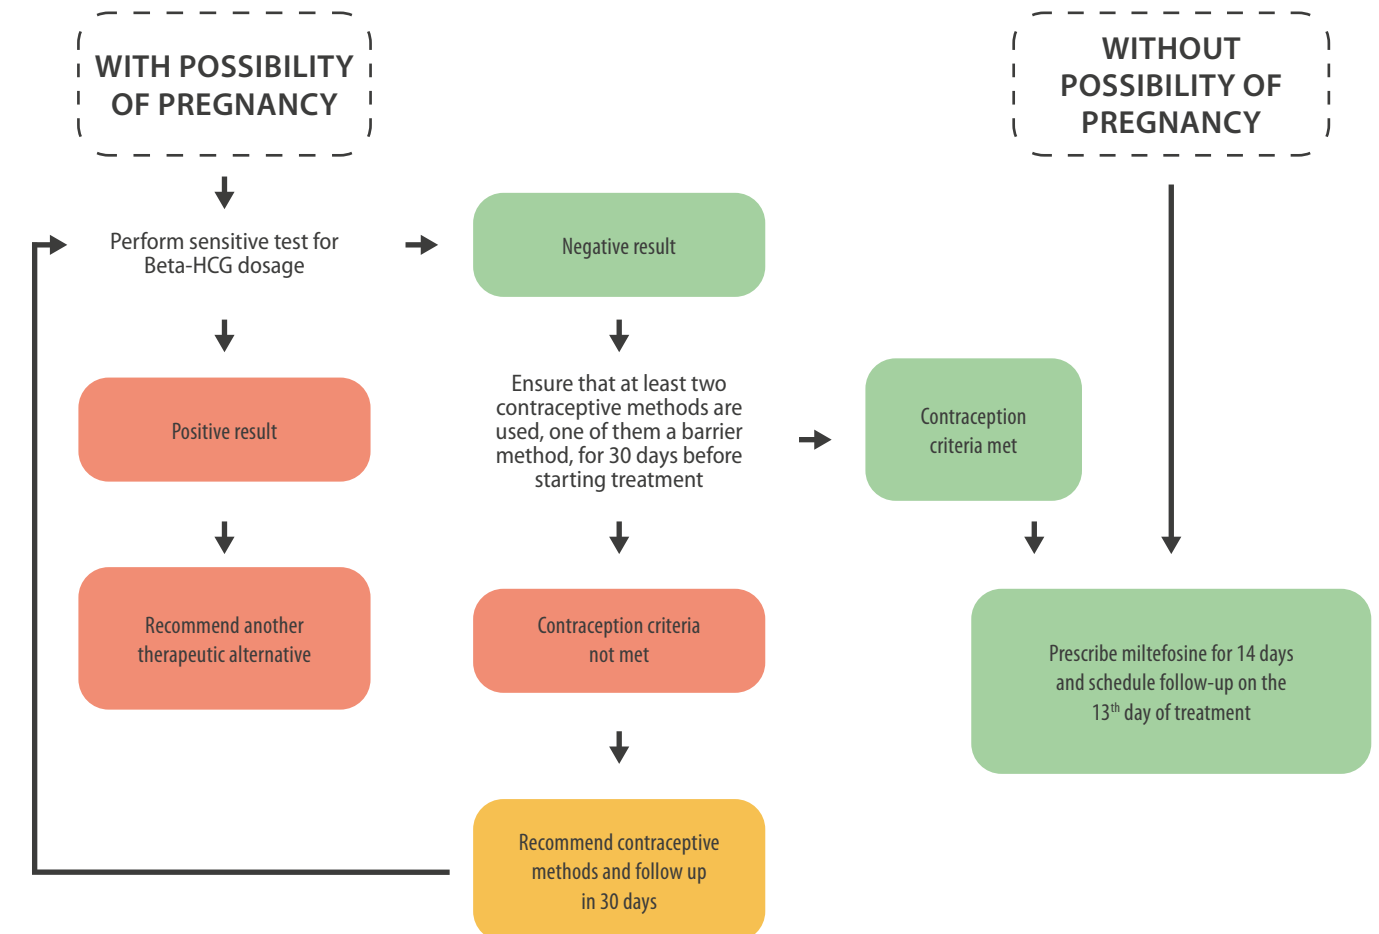 WITH POSSIBILITY
OF PREGNANCY
WITHOUT
POSSIBILITY OF
PREGNANCY
Perform sensitive test for
Beta-HCG dosage
Negative result
Positive result
Ensure that at least two
contraceptive methods are
used, one of them a barrier
method, for 30 days before
starting treatment
Contraception
criteria met
Recommend another
therapeutic alternative
Contraception criteria
not met
Prescribe miltefosine for 14 days
and schedule follow-up on the
13th day of treatment
Recommend contraceptive
methods and follow up
in 30 days